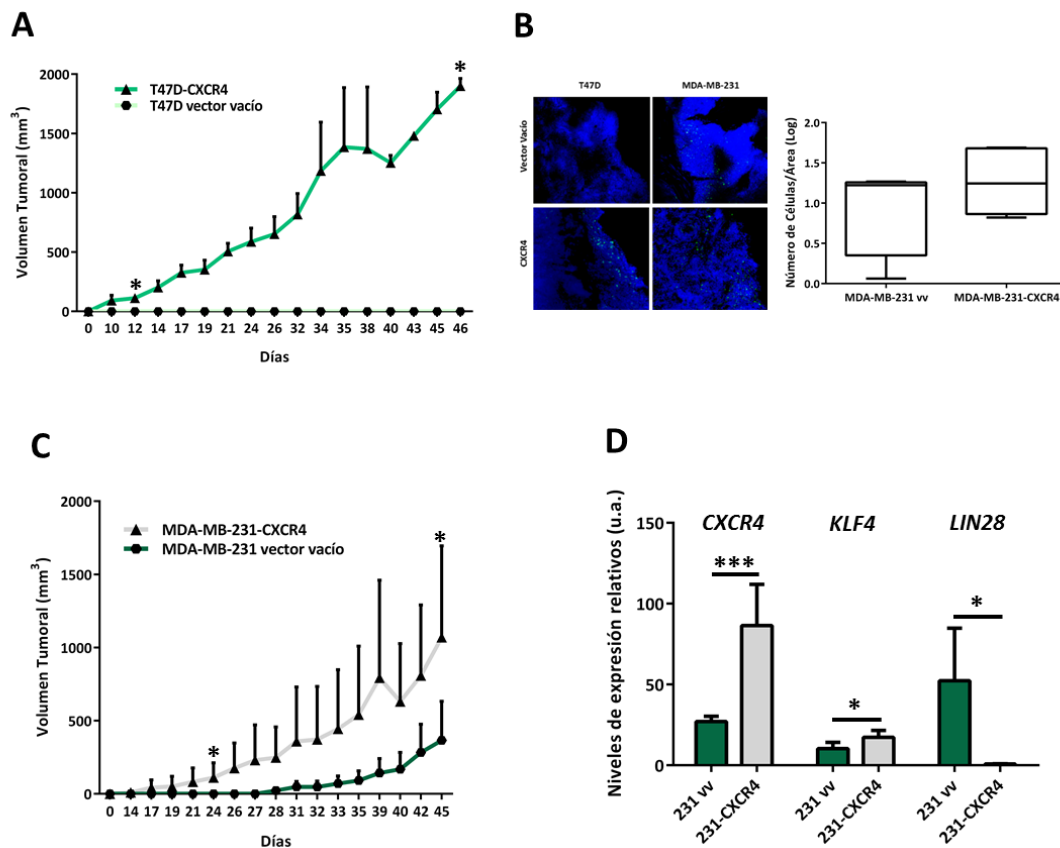 A
T47D-CXCR4
T47D vector vacío
Volumen Tumoral (mm³)
2000
1500
1000
500
0
*
*
0 10 12 14 17 19 21 24 26 32 34 35 38 40 43 45 46
Días
B
T47D
MDA-MB-231
Vector Vacío
CXCR4
Número de Células/Área (Log)
2.0
1.5
1.0
0.5
0.0
MDA-MB-231 vv
MDA-MB-231-CXCR4
C
MDA-MB-231-CXCR4
MDA-MB-231 vector vacío
Volumen Tumoral (mm³)
2000
1500
1000
500
0
*
*
0 14 17 19 21 24 26 27 28 31 32 33 35 39 40 42 45
Días
D
Niveles de expresión relativos (u.a.)
150
100
50
0
CXCR4
KLF4
LIN28
***
*
*
231 vv
231-CXCR4
231 vv
231-CXCR4
231 vv
231-CXCR4